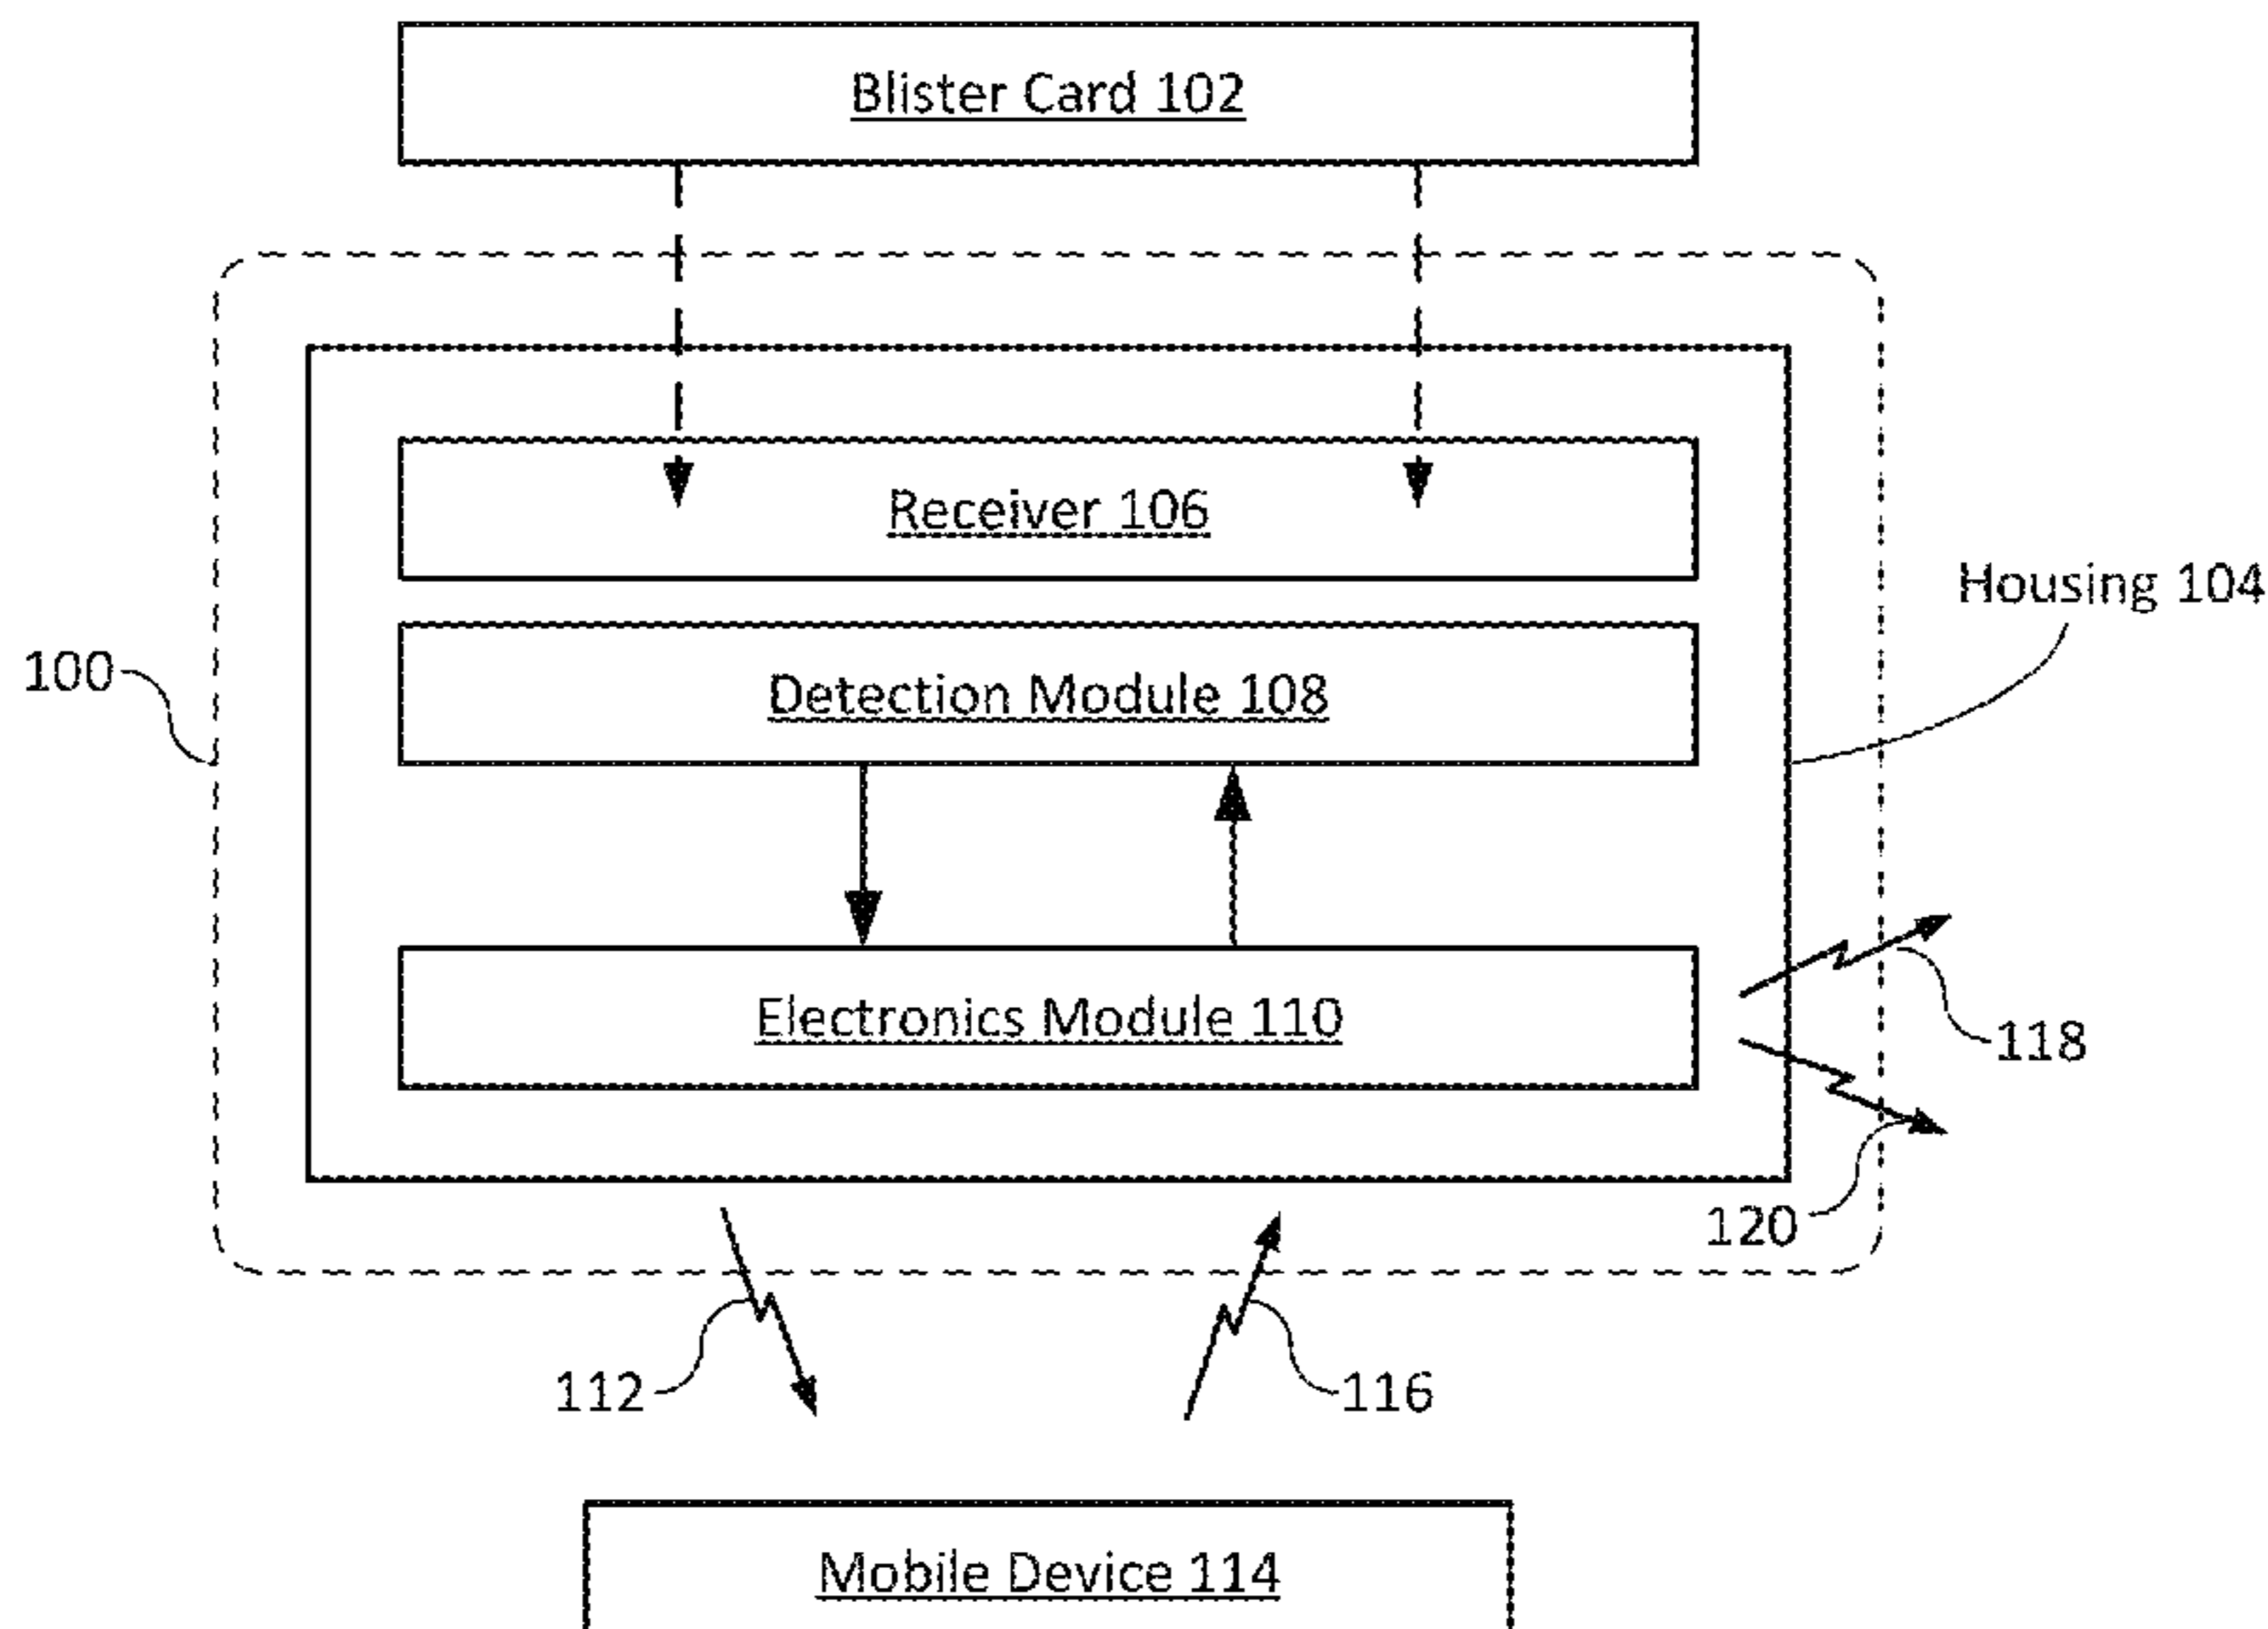 Blister Card 102
Receiver 106
Housing 104
100
Detection Module 108
Electronics Module 110
118
120
112
116
Mobile Device 114